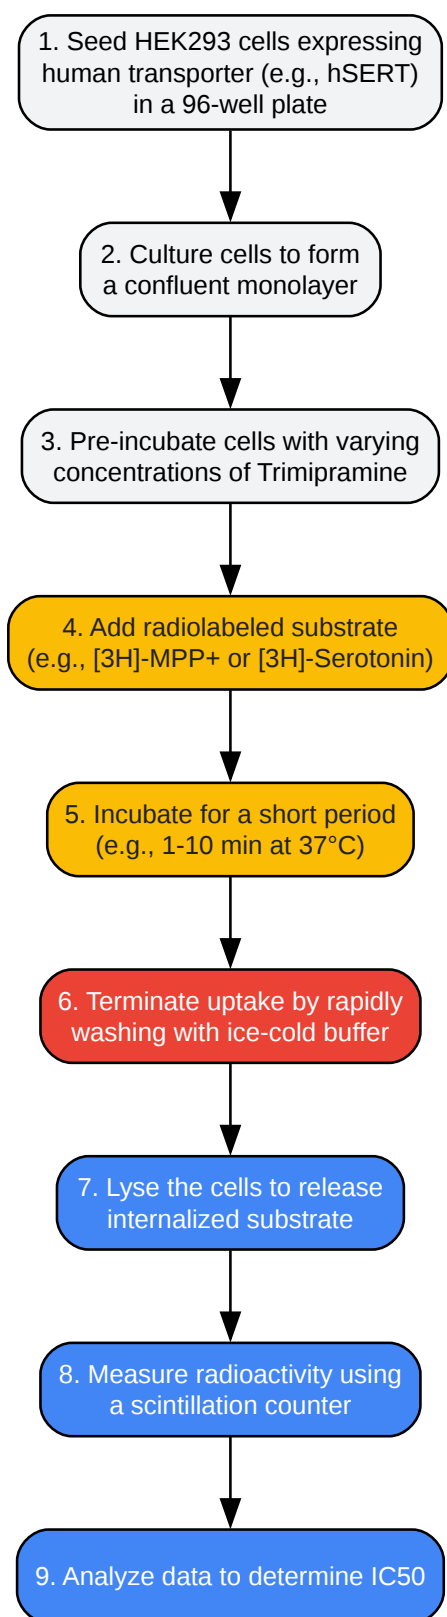 1. Seed HEK293 cells expressing
human transporter (e.g., hSERT)
in a 96-well plate
2. Culture cells to form
a confluent monolayer
3. Pre-incubate cells with varying
concentrations of Trimipramine
4. Add radiolabeled substrate
(e.g., [3H]-MPP+ or [3H]-Serotonin)
5. Incubate for a short period
(e.g., 1-10 min at 37°C)
6. Terminate uptake by rapidly
washing with ice-cold buffer
7. Lyse the cells to release
internalized substrate
8. Measure radioactivity using
a scintillation counter
9. Analyze data to determine IC50